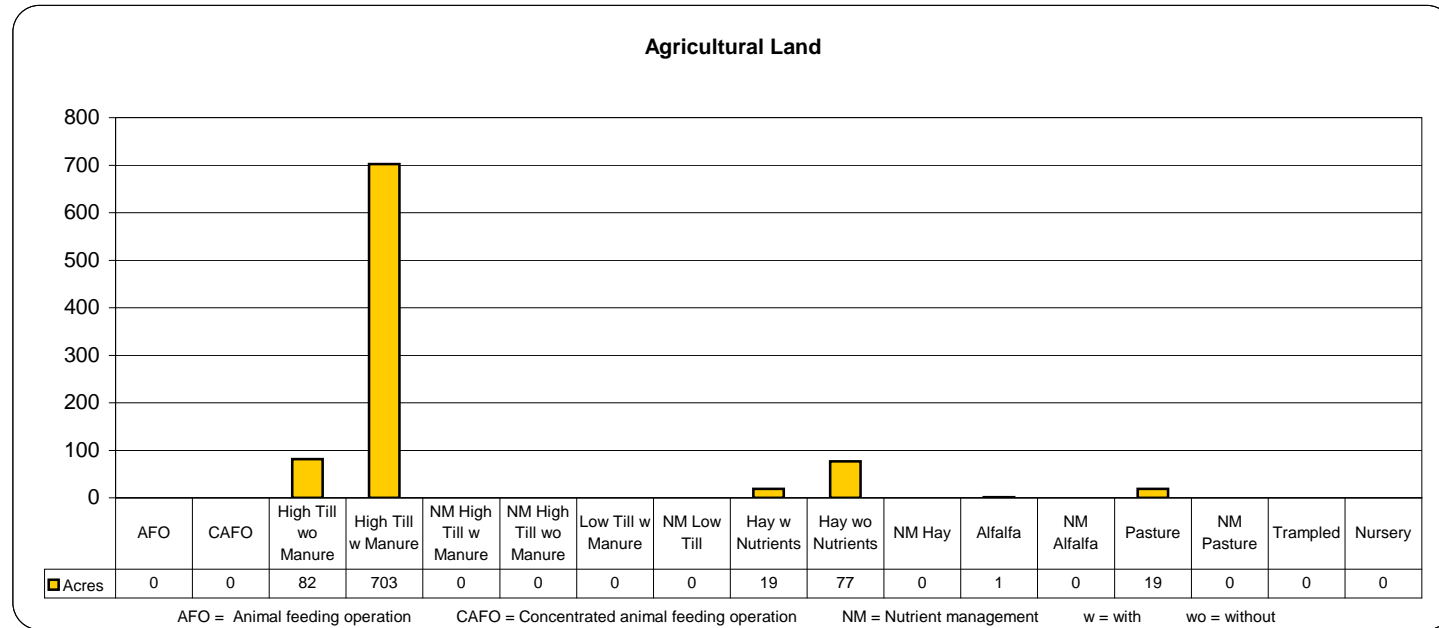 Agricultural Land
800
700
600
500
400
300
200
100
0
AFO
CAFO
High Till
wo
Manure
High Till
w Manure
NM High
Till w
Manure
NM High
Till wo
Manure
Low Till w
Manure
NM Low
Till
Hay w
Nutrients
Hay wo
Nutrients
NM Hay
Alfalfa
NM
Alfalfa
Pasture
NM
Pasture
Trampled
Nursery
Acres 0 0 82 703 0 0 0 0 19 77 0 1 0 19 0 0 0
AFO = Animal feeding operation CAFO = Concentrated animal feeding operation NM = Nutrient management w = with wo = without